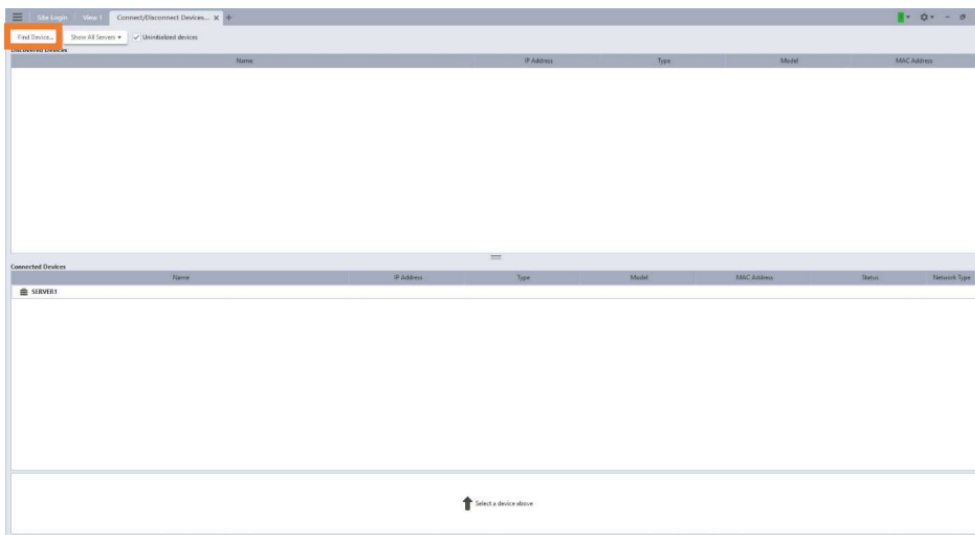 Site Login View 1 Connect/Disconnect Devices... x +
Find Device... Show All Servers Uninitialized devices
Discovered Devices
Name IP Address Type Model MAC Address
Connected Devices
Name IP Address Type Model MAC Address Status Network Type
SERVER1
Select a device above